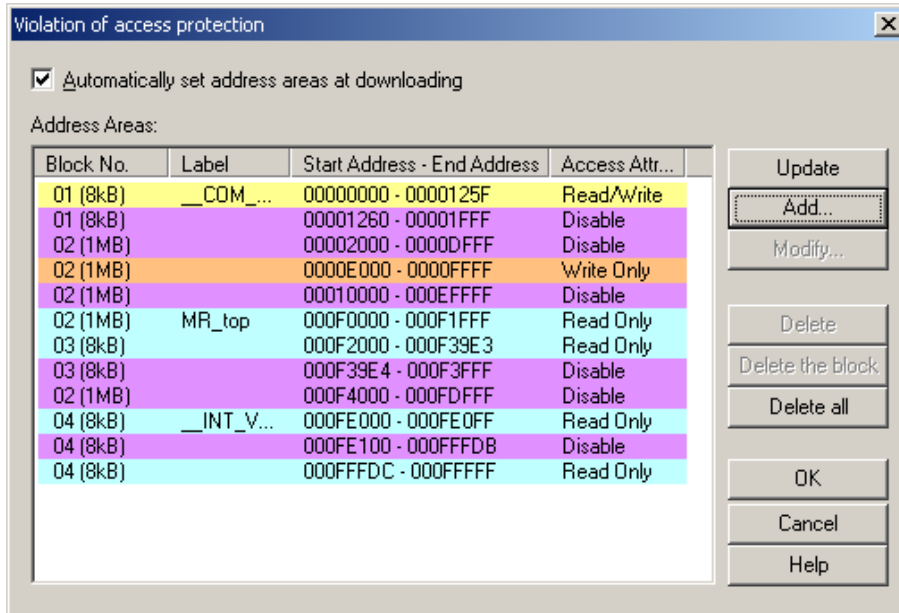 Violation of access protection
Automatically set address areas at downloading
Address Areas:
Block No. Label Start Address - End Address Access Attr...
01 (8kB) __COM_... 00000000 - 0000125F Read/Write
01 (8kB) 00001260 - 00001FFF Disable
02 (1MB) 00002000 - 0000DFFF Disable
02 (1MB) 0000E000 - 0000FFFF Write Only
02 (1MB) 00010000 - 000EFFFF Disable
02 (1MB) MR_top 000F0000 - 000F1FFF Read Only
03 (8kB) 000F2000 - 000F39E3 Read Only
03 (8kB) 000F39E4 - 000F3FFF Disable
02 (1MB) 000F4000 - 000FDFFF Disable
04 (8kB) __INT_V... 000FE000 - 000FE0FF Read Only
04 (8kB) 000FE100 - 000FFFDB Disable
04 (8kB) 000FFFDC - 000FFFFF Read Only
Update
Add...
Modify...
Delete
Delete the block
Delete all
OK
Cancel
Help